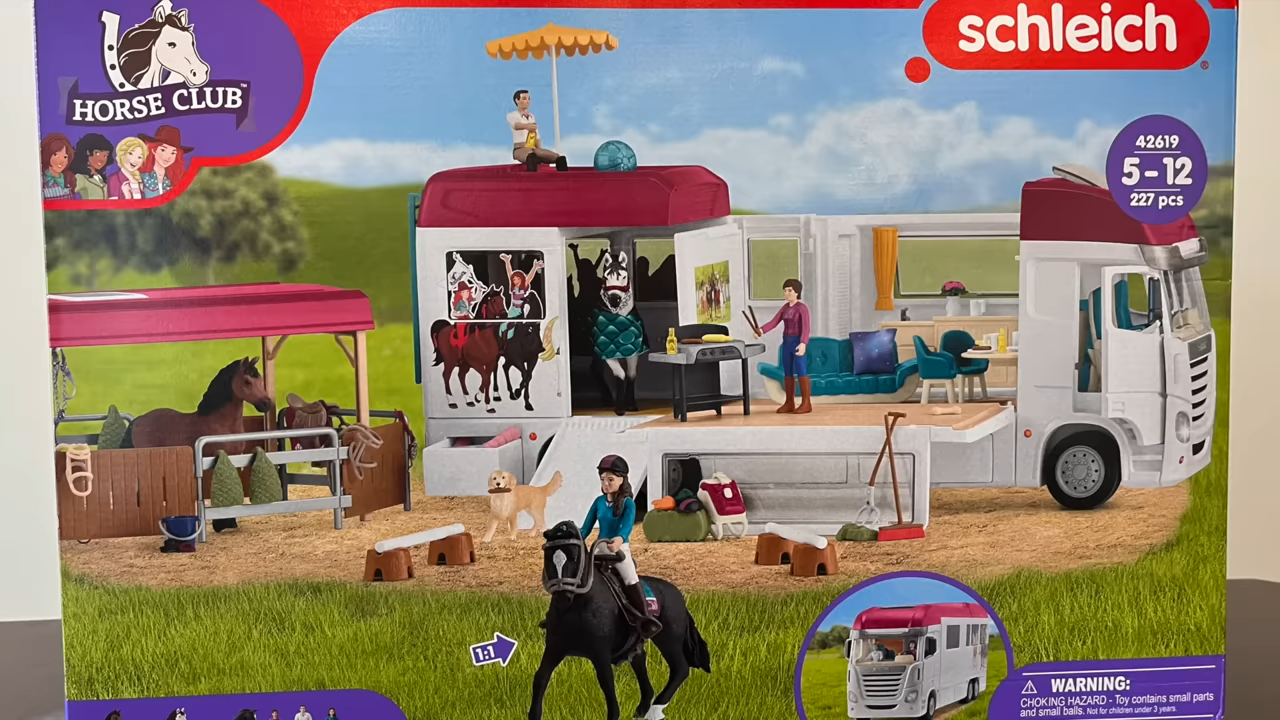 HORSE CLUB™
schleich®
42619
5-12
227 pcs
1:1
WARNING:
CHOKING HAZARD - Toy contains small parts
and small balls. Not for children under 3 years.